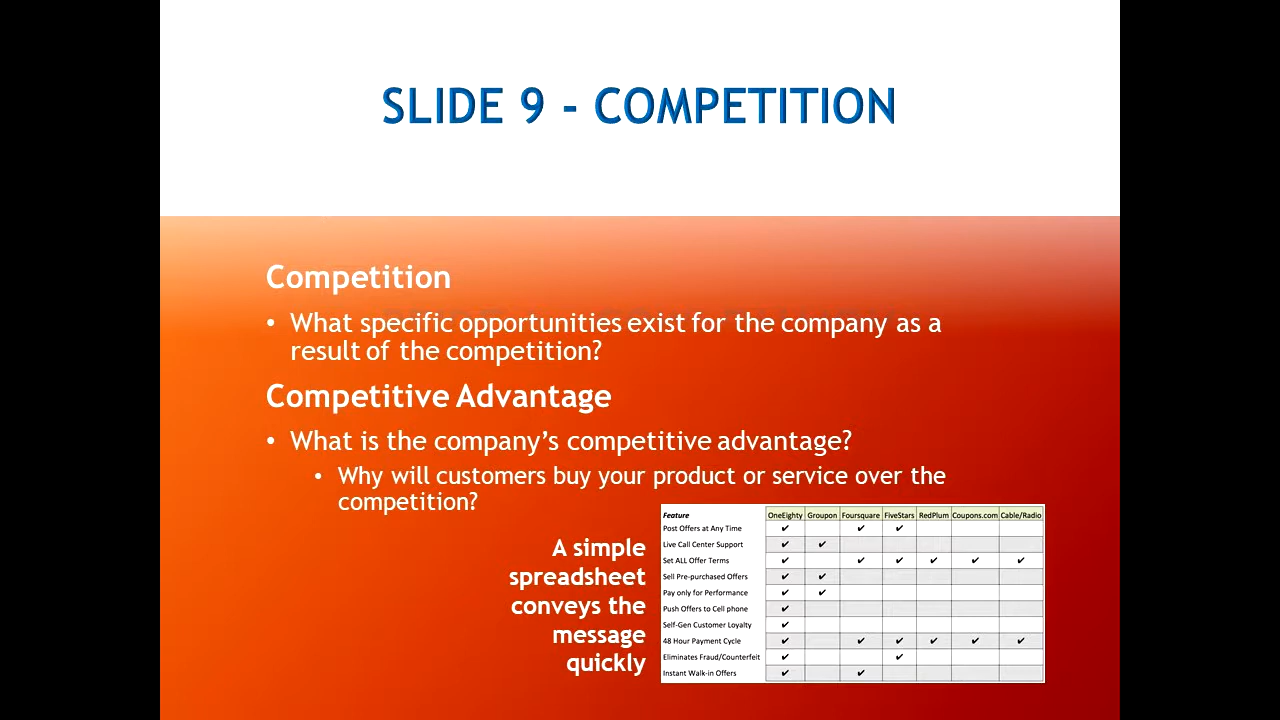 SLIDE 9 - COMPETITION
Competition
• What specific opportunities exist for the company as a
result of the competition?
Competitive Advantage
• What is the company’s competitive advantage?
• Why will customers buy your product or service over the
competition?
A simple
spreadsheet
conveys the
message
quickly
Feature OneEighty Groupon Foursquare FiveStars RedPlum Coupons.com Cable/Radio
Post Offers at Any Time ✔ ✔ ✔
Live Call Center Support ✔ ✔
Set ALL Offer Terms ✔ ✔ ✔ ✔ ✔ ✔
Sell Pre-purchased Offers ✔ ✔
Pay only for Performance ✔ ✔
Push Offers to Cell phone ✔
Self-Gen Customer Loyalty ✔
48 Hour Payment Cycle ✔ ✔ ✔ ✔ ✔ ✔
Eliminates Fraud/Counterfeit ✔ ✔
Instant Walk-in Offers ✔ ✔